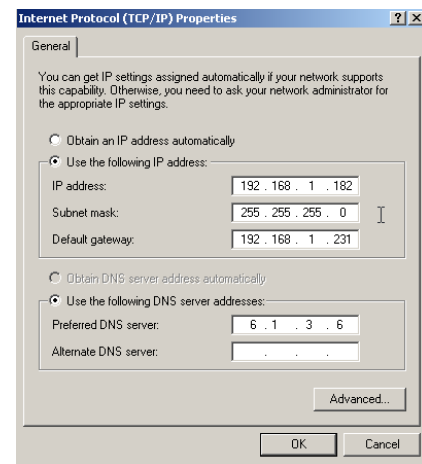 Internet Protocol (TCP/IP) Properties ? ×
General
You can get IP settings assigned automatically if your network supports
this capability. Otherwise, you need to ask your network administrator for
the appropriate IP settings.
Obtain an IP address automatically
Use the following IP address:
IP address: 192 . 168 . 1 . 182
Subnet mask: 255 . 255 . 255 . 0
Default gateway: 192 . 168 . 1 . 231
Obtain DNS server address automatically
Use the following DNS server addresses:
Preferred DNS server: 6 . 1 . 3 . 6
Alternate DNS server: . . .
Advanced...
OK Cancel